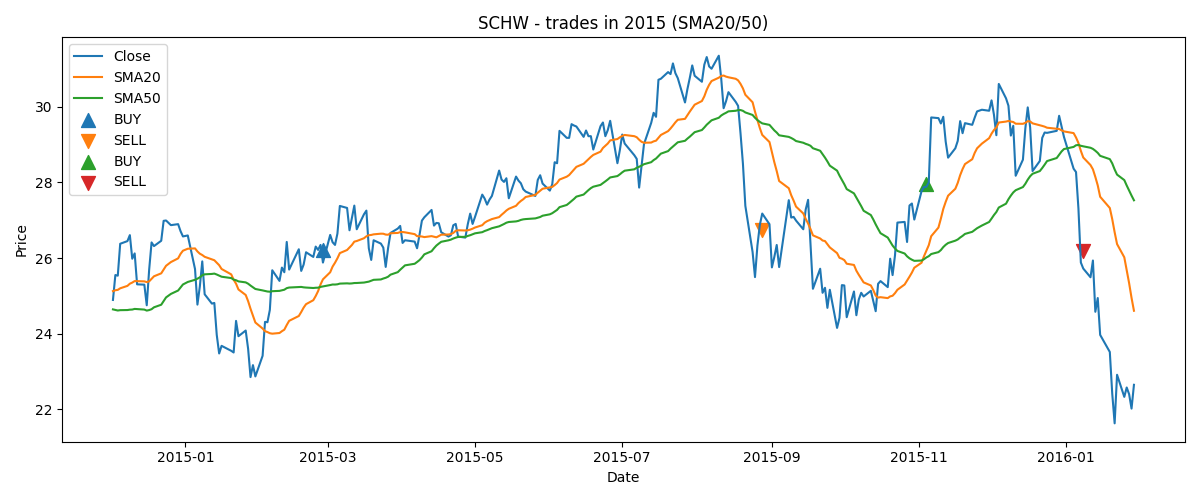 SCHW - trades in 2015 (SMA20/50)
Close
SMA20
SMA50
BUY
SELL
BUY
SELL
Price
30
28
26
24
22
2015-01
2015-03
2015-05
2015-07
2015-09
2015-11
2016-01
Date